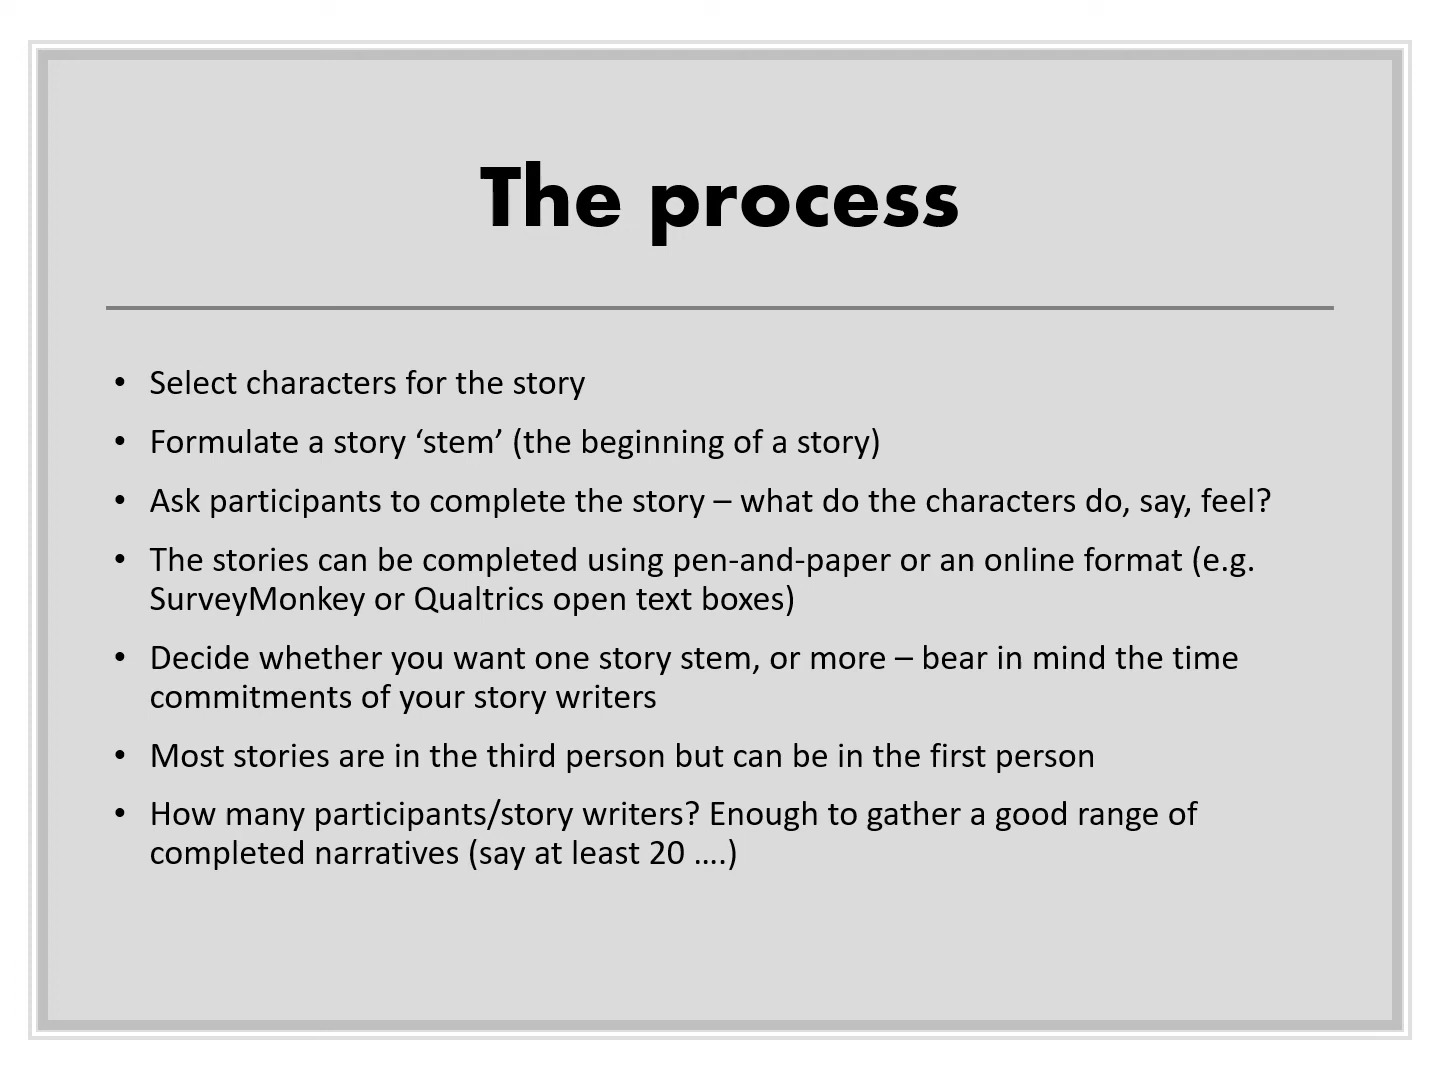 The process
• Select characters for the story
• Formulate a story ‘stem’ (the beginning of a story)
• Ask participants to complete the story – what do the characters do, say, feel?
• The stories can be completed using pen-and-paper or an online format (e.g.
SurveyMonkey or Qualtrics open text boxes)
• Decide whether you want one story stem, or more – bear in mind the time
commitments of your story writers
• Most stories are in the third person but can be in the first person
• How many participants/story writers? Enough to gather a good range of
completed narratives (say at least 20 ….)